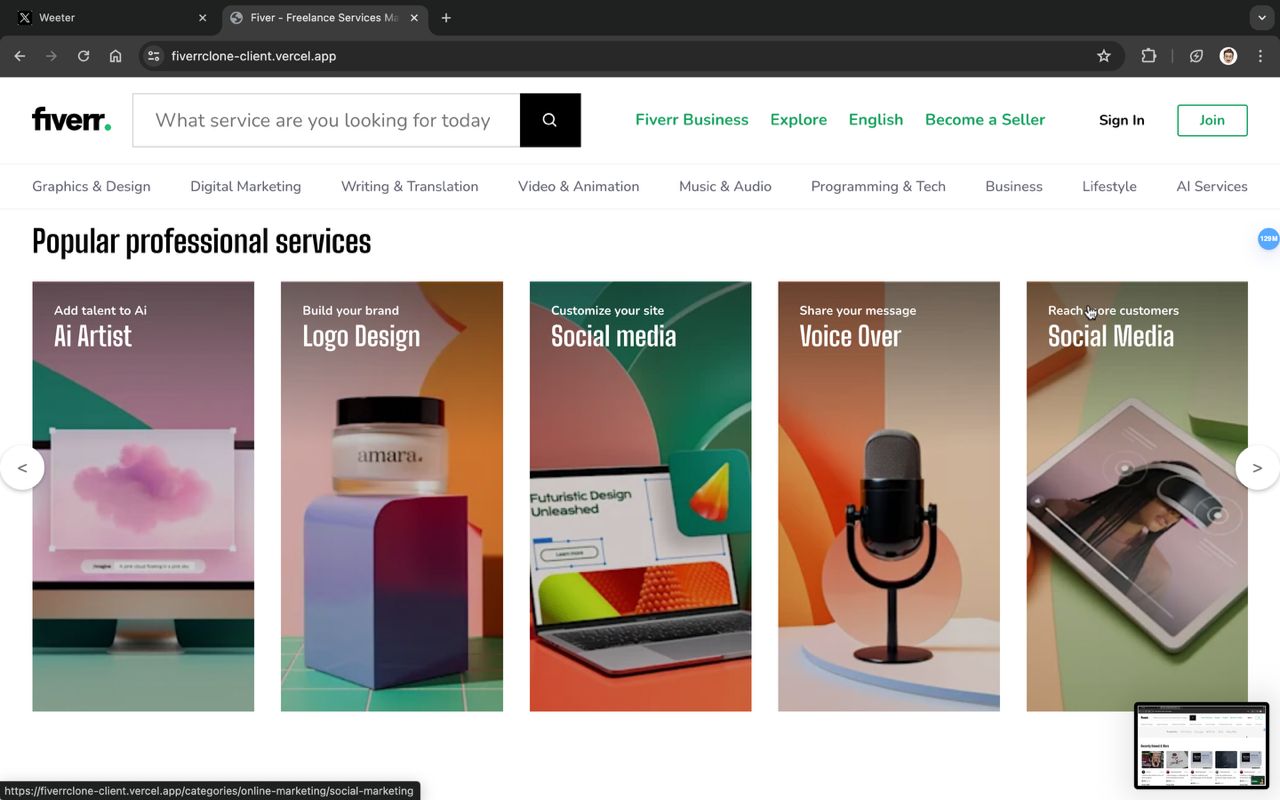 Weeter
Fiver - Freelance Services Ma
fiverrclone-client.vercel.app
fiverr.
What service are you looking for today
Fiverr Business
Explore
English
Become a Seller
Sign In
Join
Graphics & Design
Digital Marketing
Writing & Translation
Video & Animation
Music & Audio
Programming & Tech
Business
Lifestyle
AI Services
Popular professional services
129M
Add talent to Ai
Ai Artist
Build your brand
Logo Design
Customize your site
Social media
Share your message
Voice Over
Reach more customers
Social Media
amara.
Futuristic Design
Unleashed
Learn more
/imagine
A pink cloud floating in a pink sky
<
>
https://fiverrclone-client.vercel.app/categories/online-marketing/social-marketing